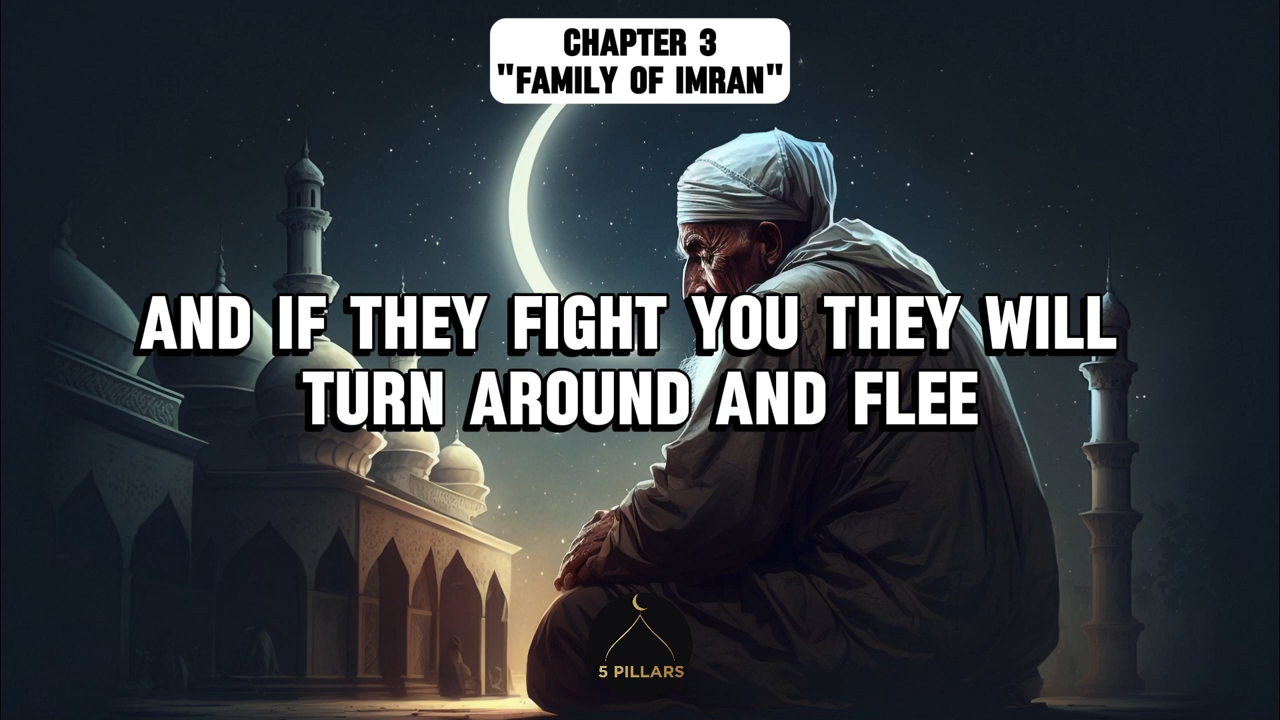 CHAPTER 3
"FAMILY OF IMRAN"
AND IF THEY FIGHT YOU THEY WILL
TURN AROUND AND FLEE
5 PILLARS